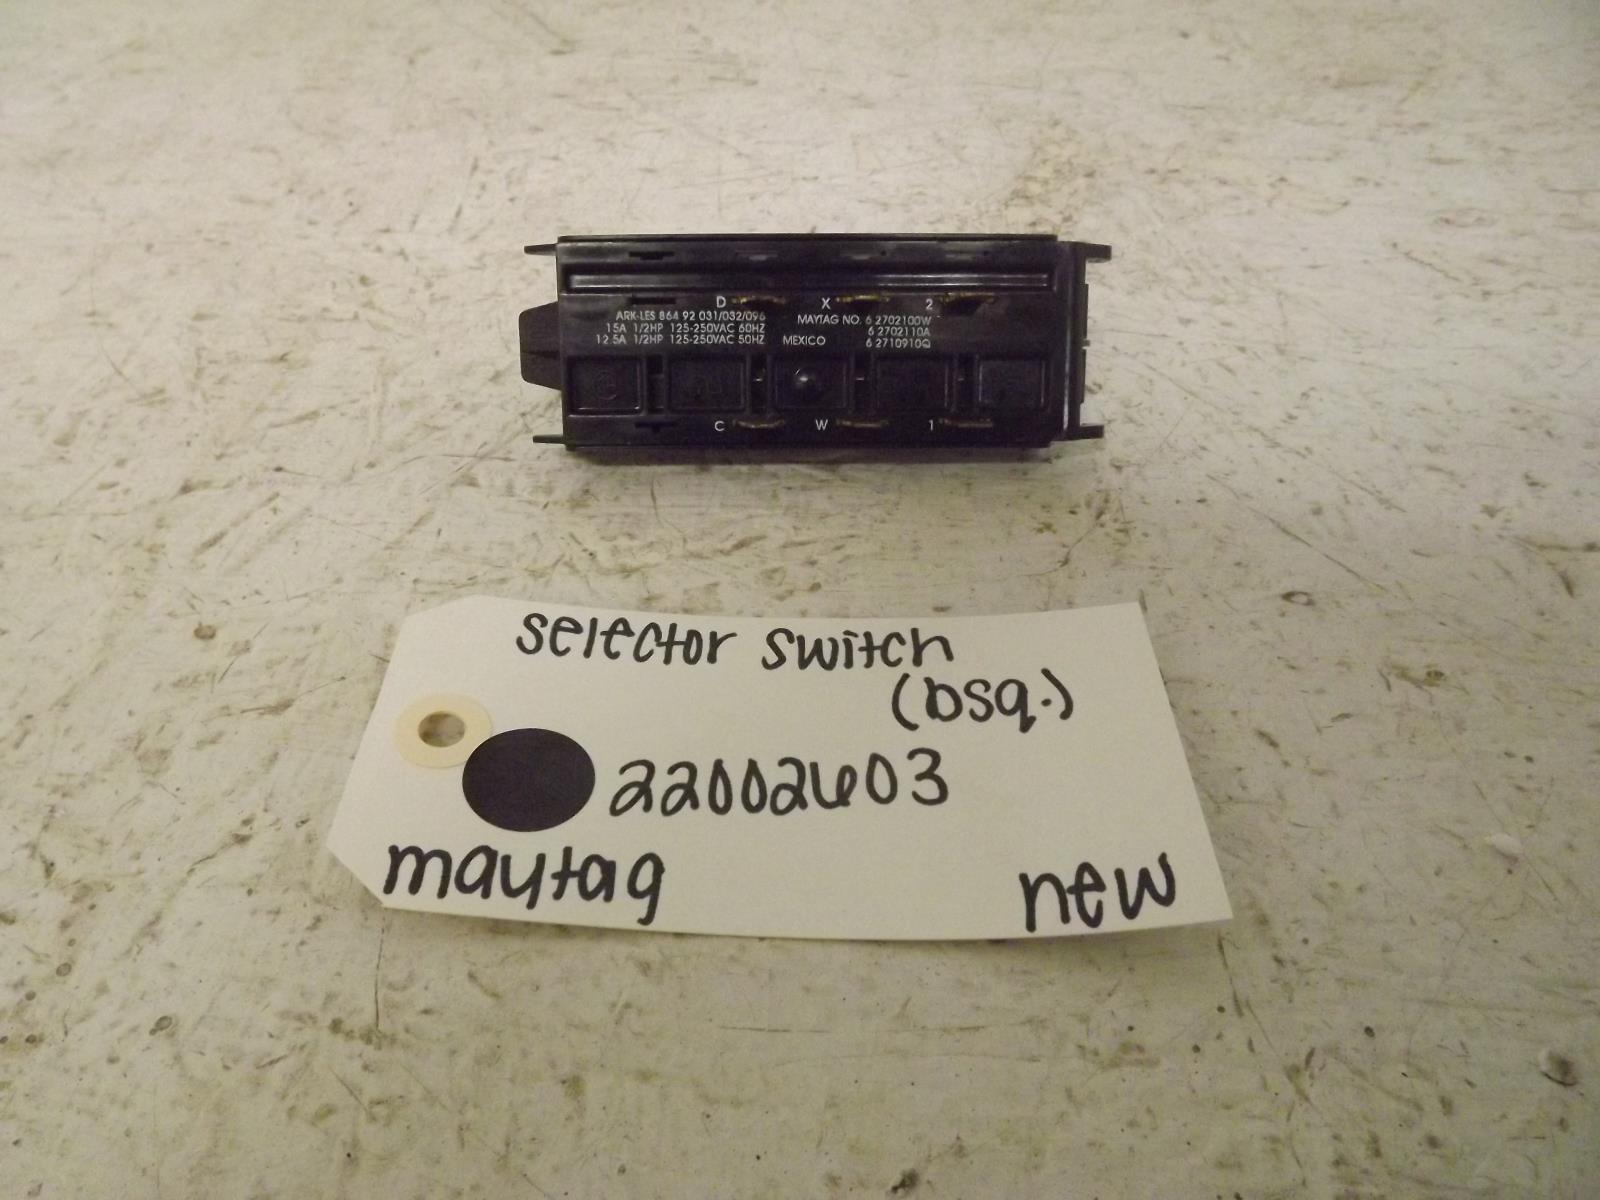 D X 2
ARK-LES 864 92 031/032/096 MAYTAG NO. 6 2702100W
15A 1/2HP 125-250VAC 60HZ 6 2702110A
12.5A 1/2HP 125-250VAC 50HZ MEXICO 6 2710910Q
C W 1
selector switch
(bsq.)
22002603
maytag new